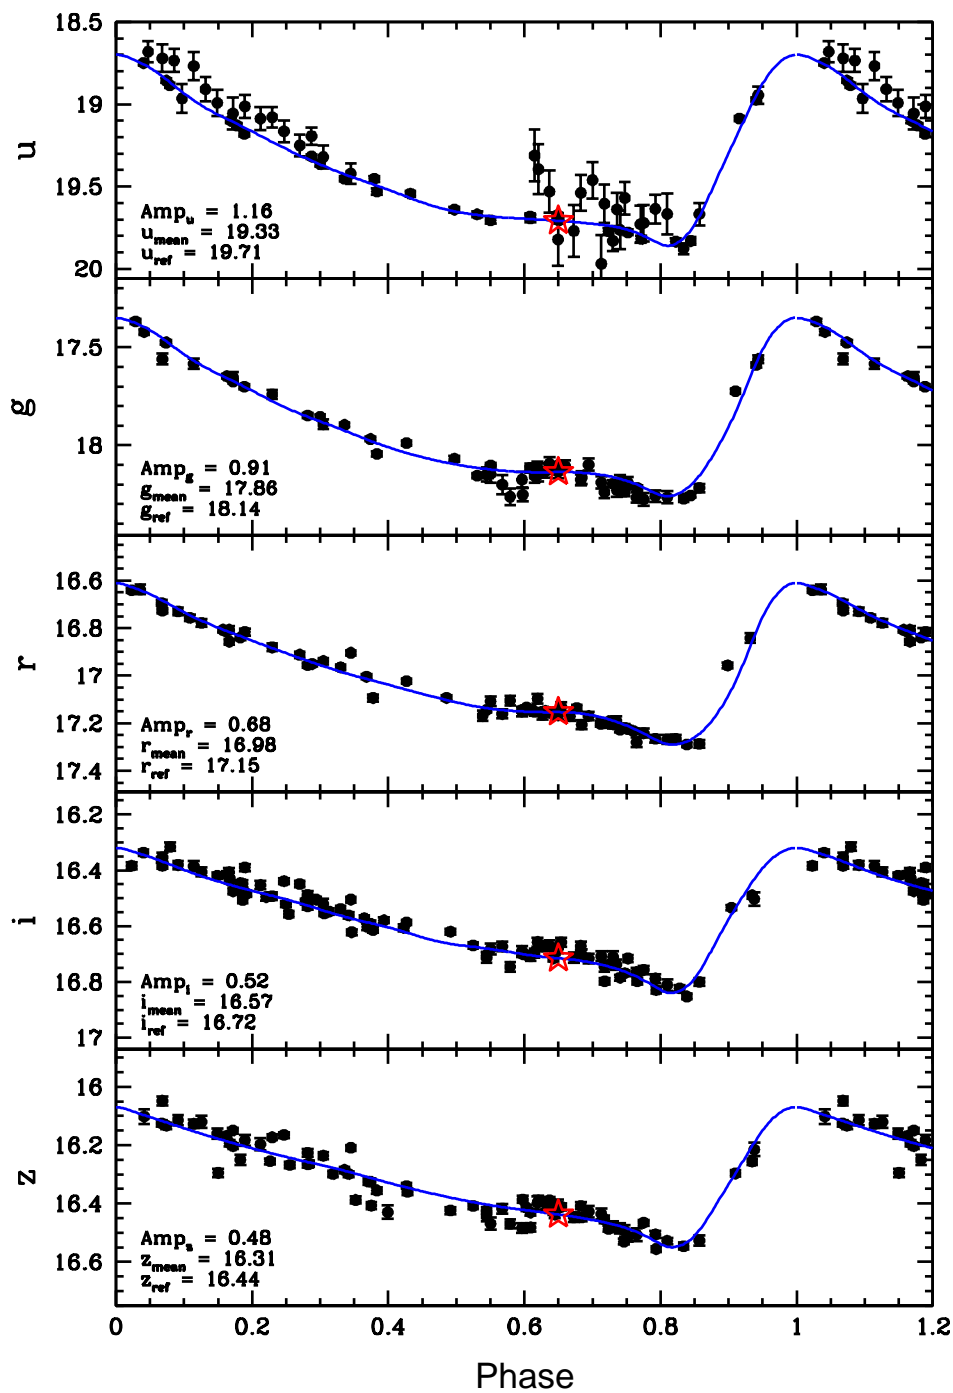 18.5
19
19.5
20
u
Amp_u = 1.16
u_mean = 19.33
u_ref = 19.71
17.5
18
g
Amp_g = 0.91
g_mean = 17.86
g_ref = 18.14
16.6
16.8
17
17.2
17.4
r
Amp_r = 0.68
r_mean = 16.98
r_ref = 17.15
16.2
16.4
16.6
16.8
17
i
Amp_i = 0.52
i_mean = 16.57
i_ref = 16.72
16
16.2
16.4
16.6
z
Amp_z = 0.48
z_mean = 16.31
z_ref = 16.44
0 0.2 0.4 0.6 0.8 1 1.2
Phase